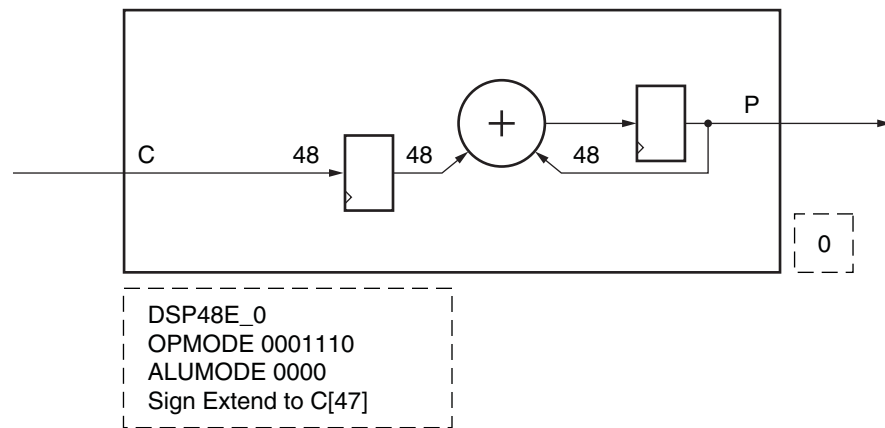 C
48
48
+
48
P
0
DSP48E_0
OPMODE 0001110
ALUMODE 0000
Sign Extend to C[47]